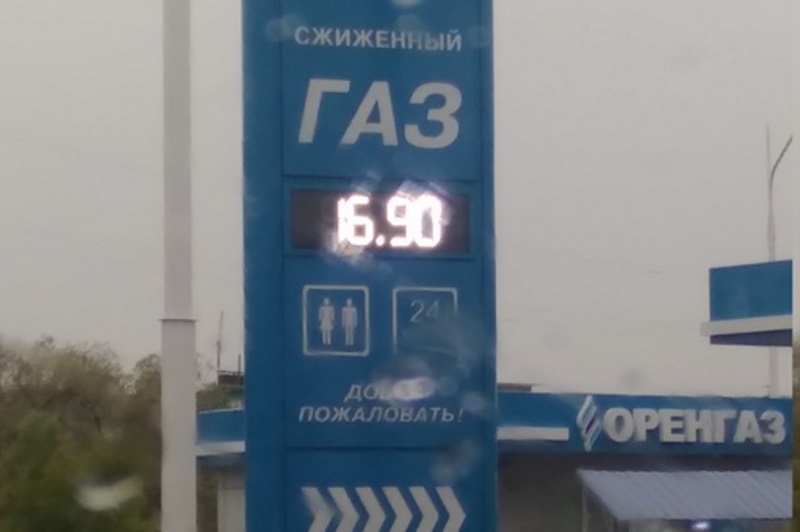 СЖИЖЕННЫЙ
ГАЗ
16.90
24
ПОЖАЛОВАТЬ!
ОРЕНГАЗ